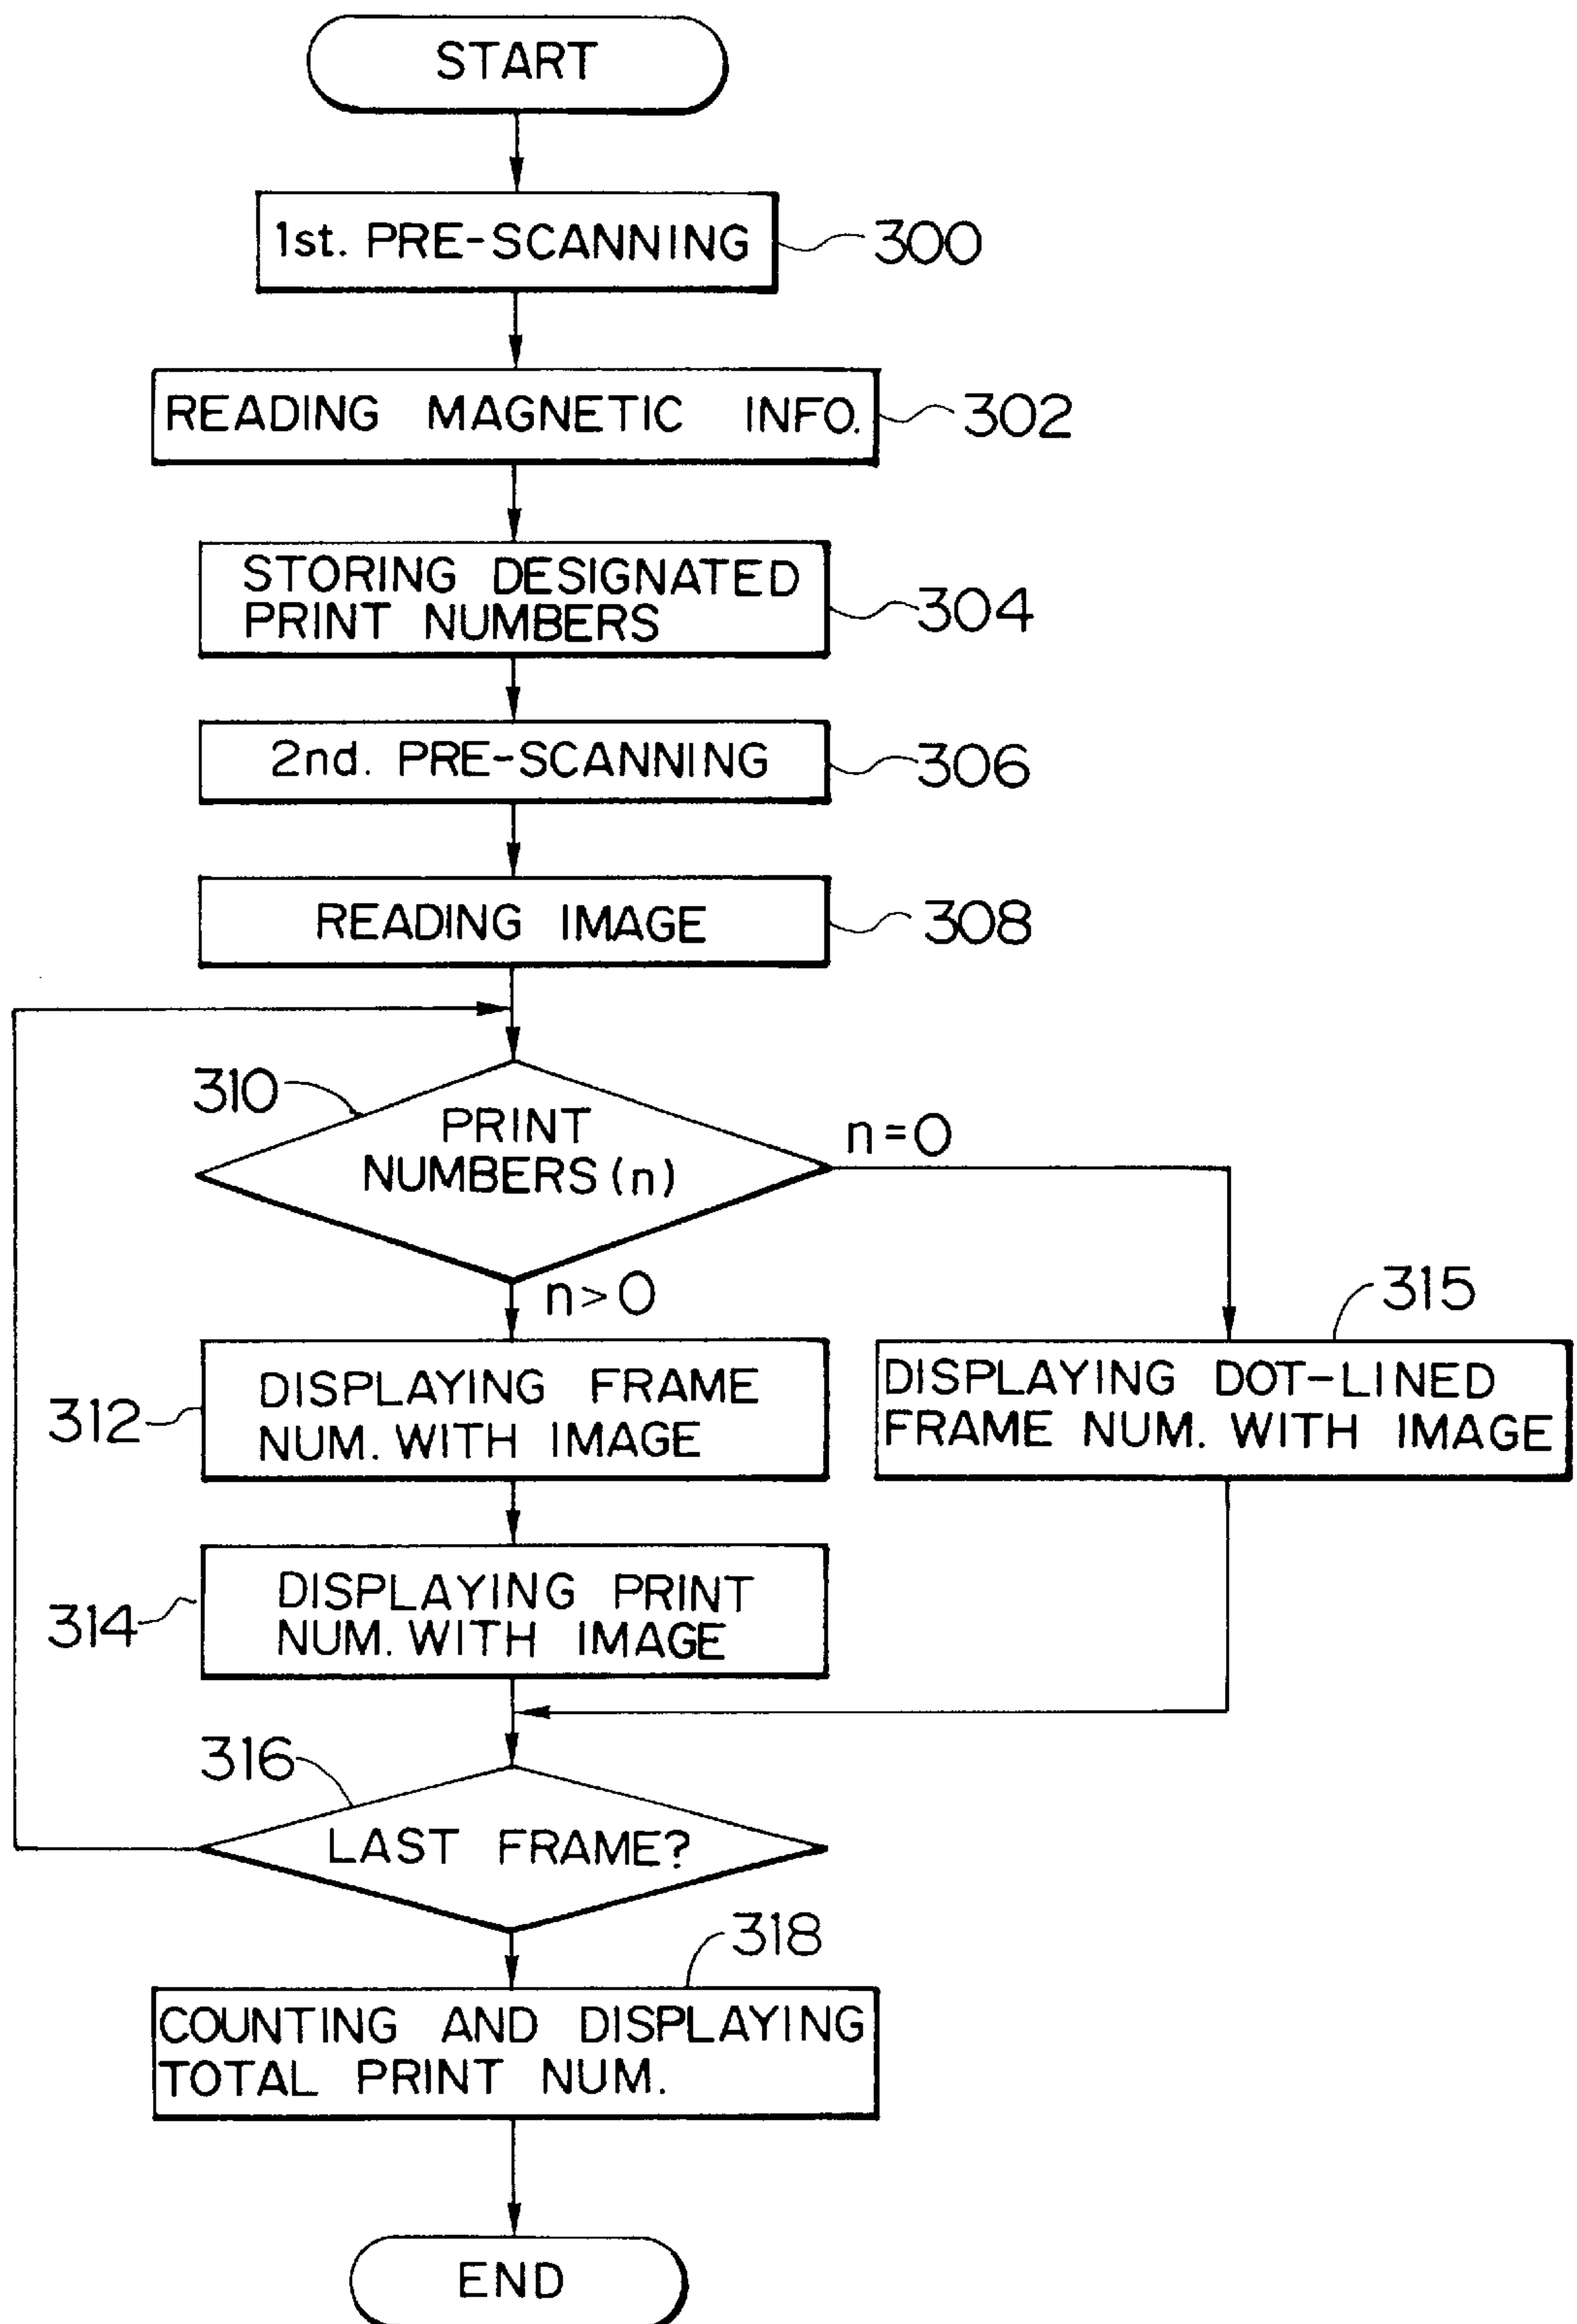 START
1st. PRE-SCANNING
300
READING MAGNETIC INFO.
302
STORING DESIGNATED
PRINT NUMBERS
304
2nd. PRE-SCANNING
306
READING IMAGE
308
310
PRINT
NUMBERS(n)
n=0
n>0
315
312
DISPLAYING FRAME
NUM. WITH IMAGE
DISPLAYING DOT-LINED
FRAME NUM. WITH IMAGE
314
DISPLAYING PRINT
NUM. WITH IMAGE
316
LAST FRAME?
318
COUNTING AND DISPLAYING
TOTAL PRINT NUM.
END